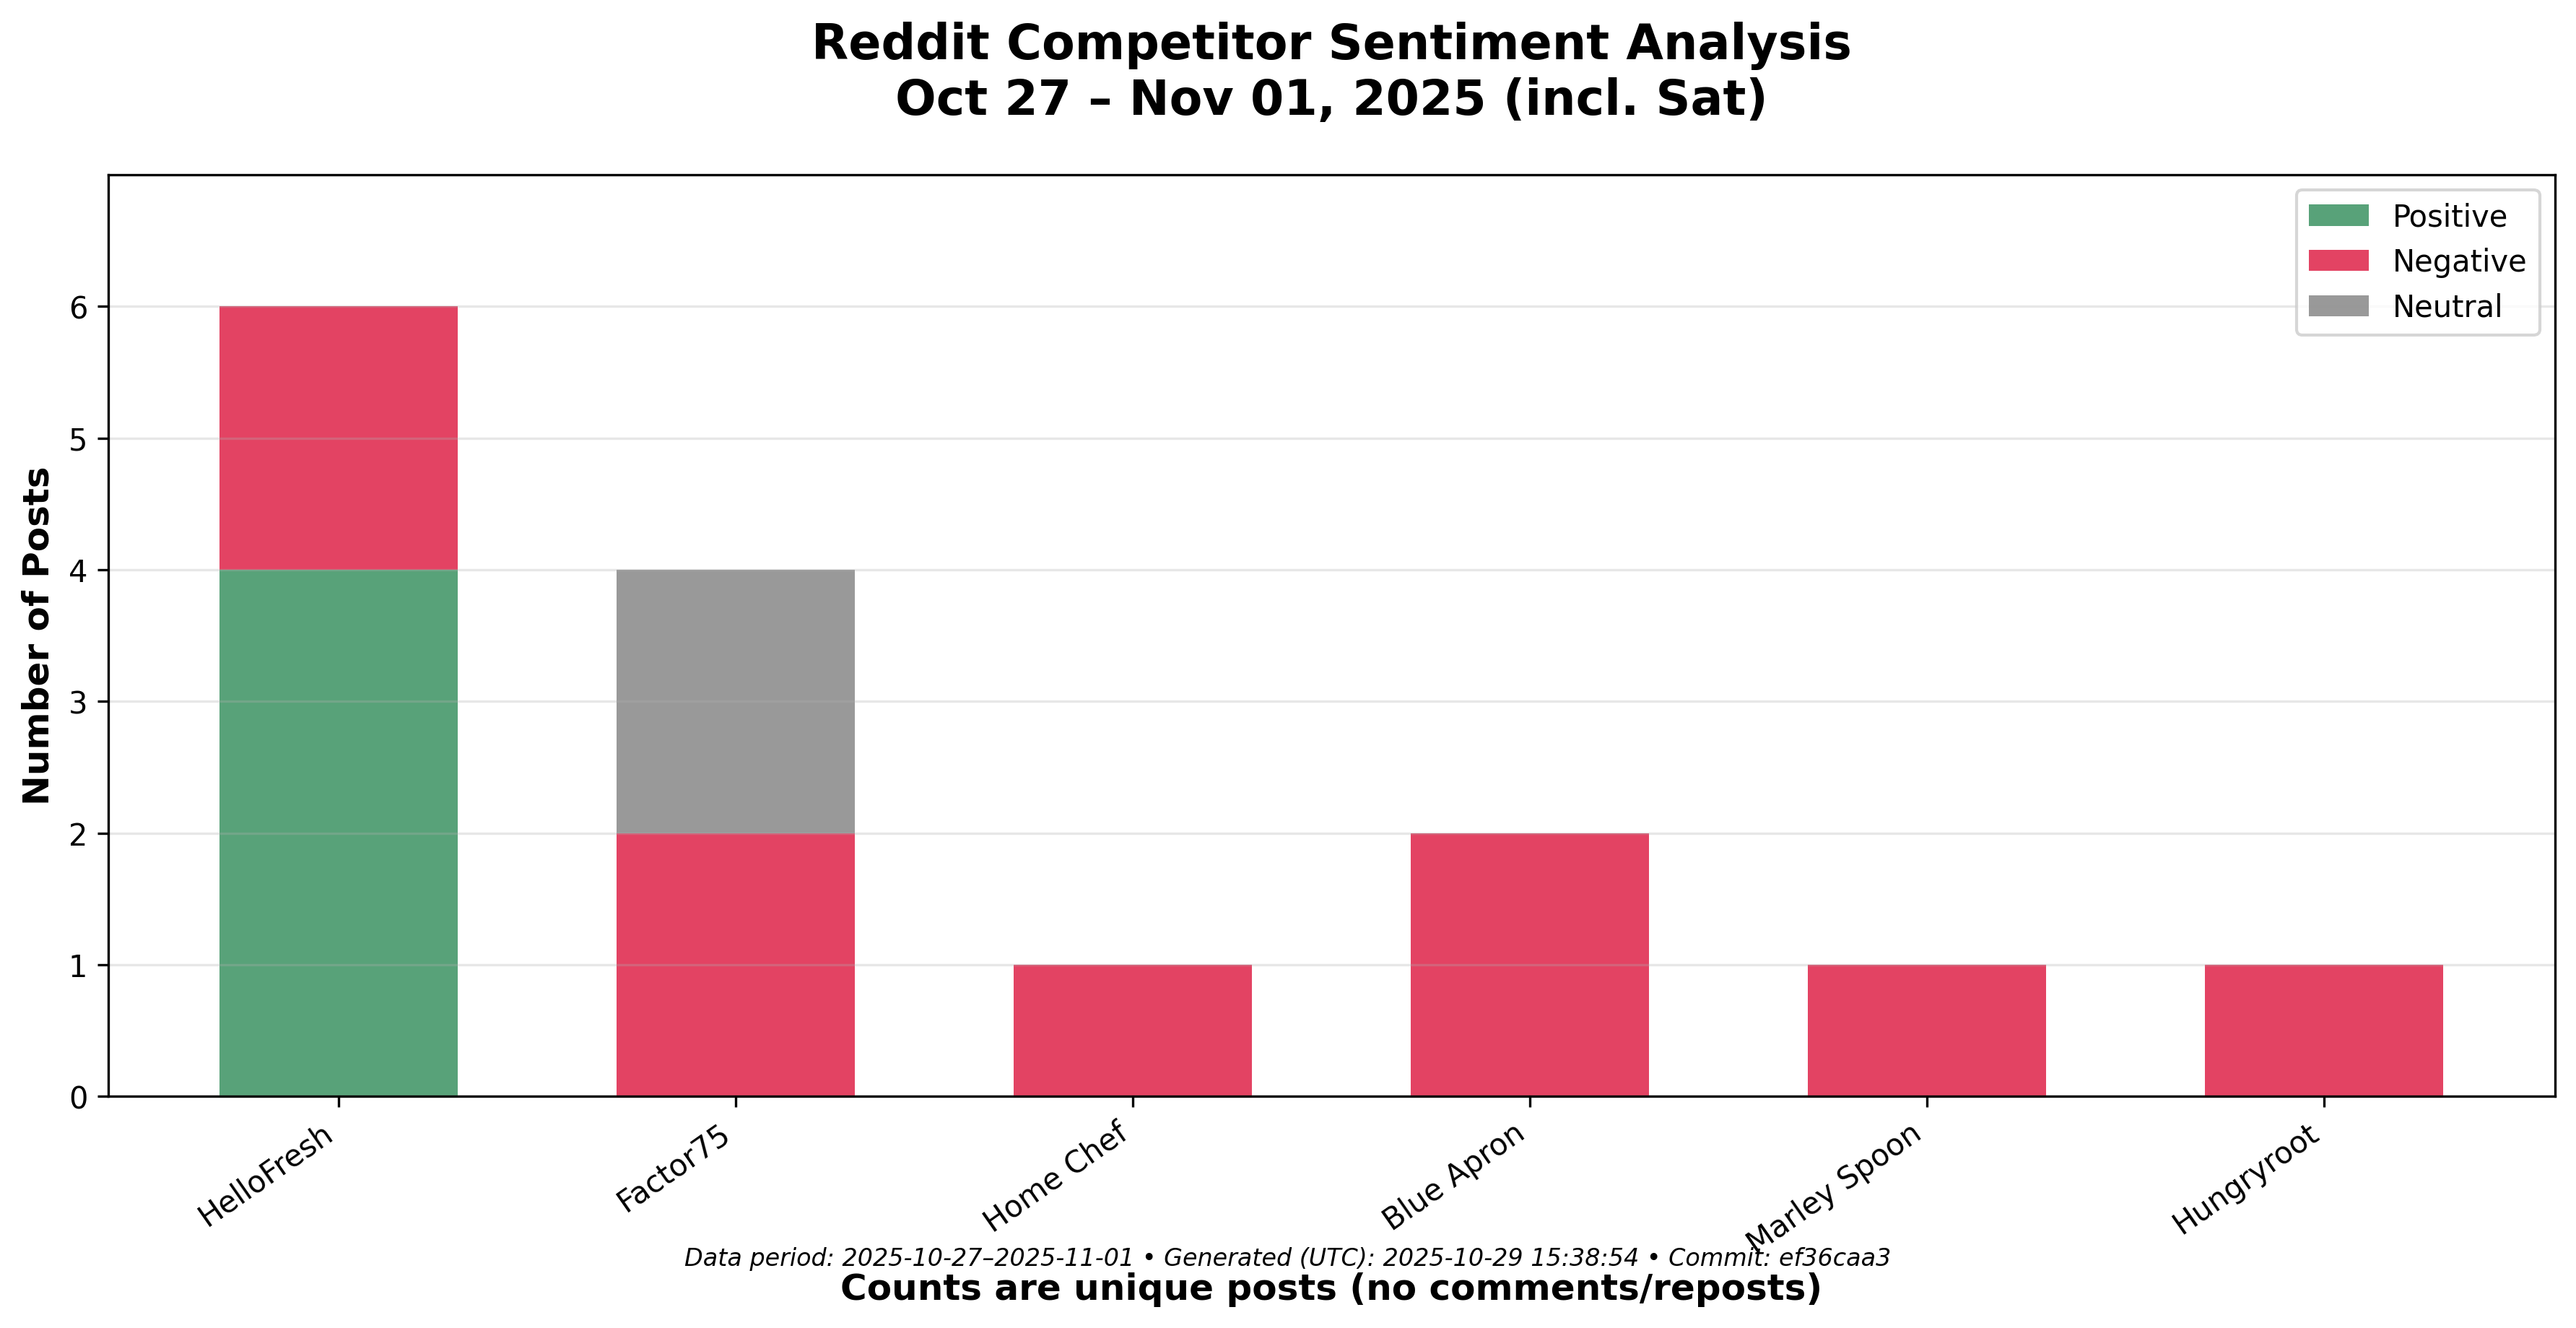 Reddit Competitor Sentiment Analysis
Oct 27 – Nov 01, 2025 (incl. Sat)
Positive
Negative
Neutral
Number of Posts
6
5
4
3
2
1
0
HelloFresh
Factor75
Home Chef
Blue Apron
Marley Spoon
Hungryroot
Data period: 2025-10-27–2025-11-01 • Generated (UTC): 2025-10-29 15:38:54 • Commit: ef36caa3
Counts are unique posts (no comments/reposts)